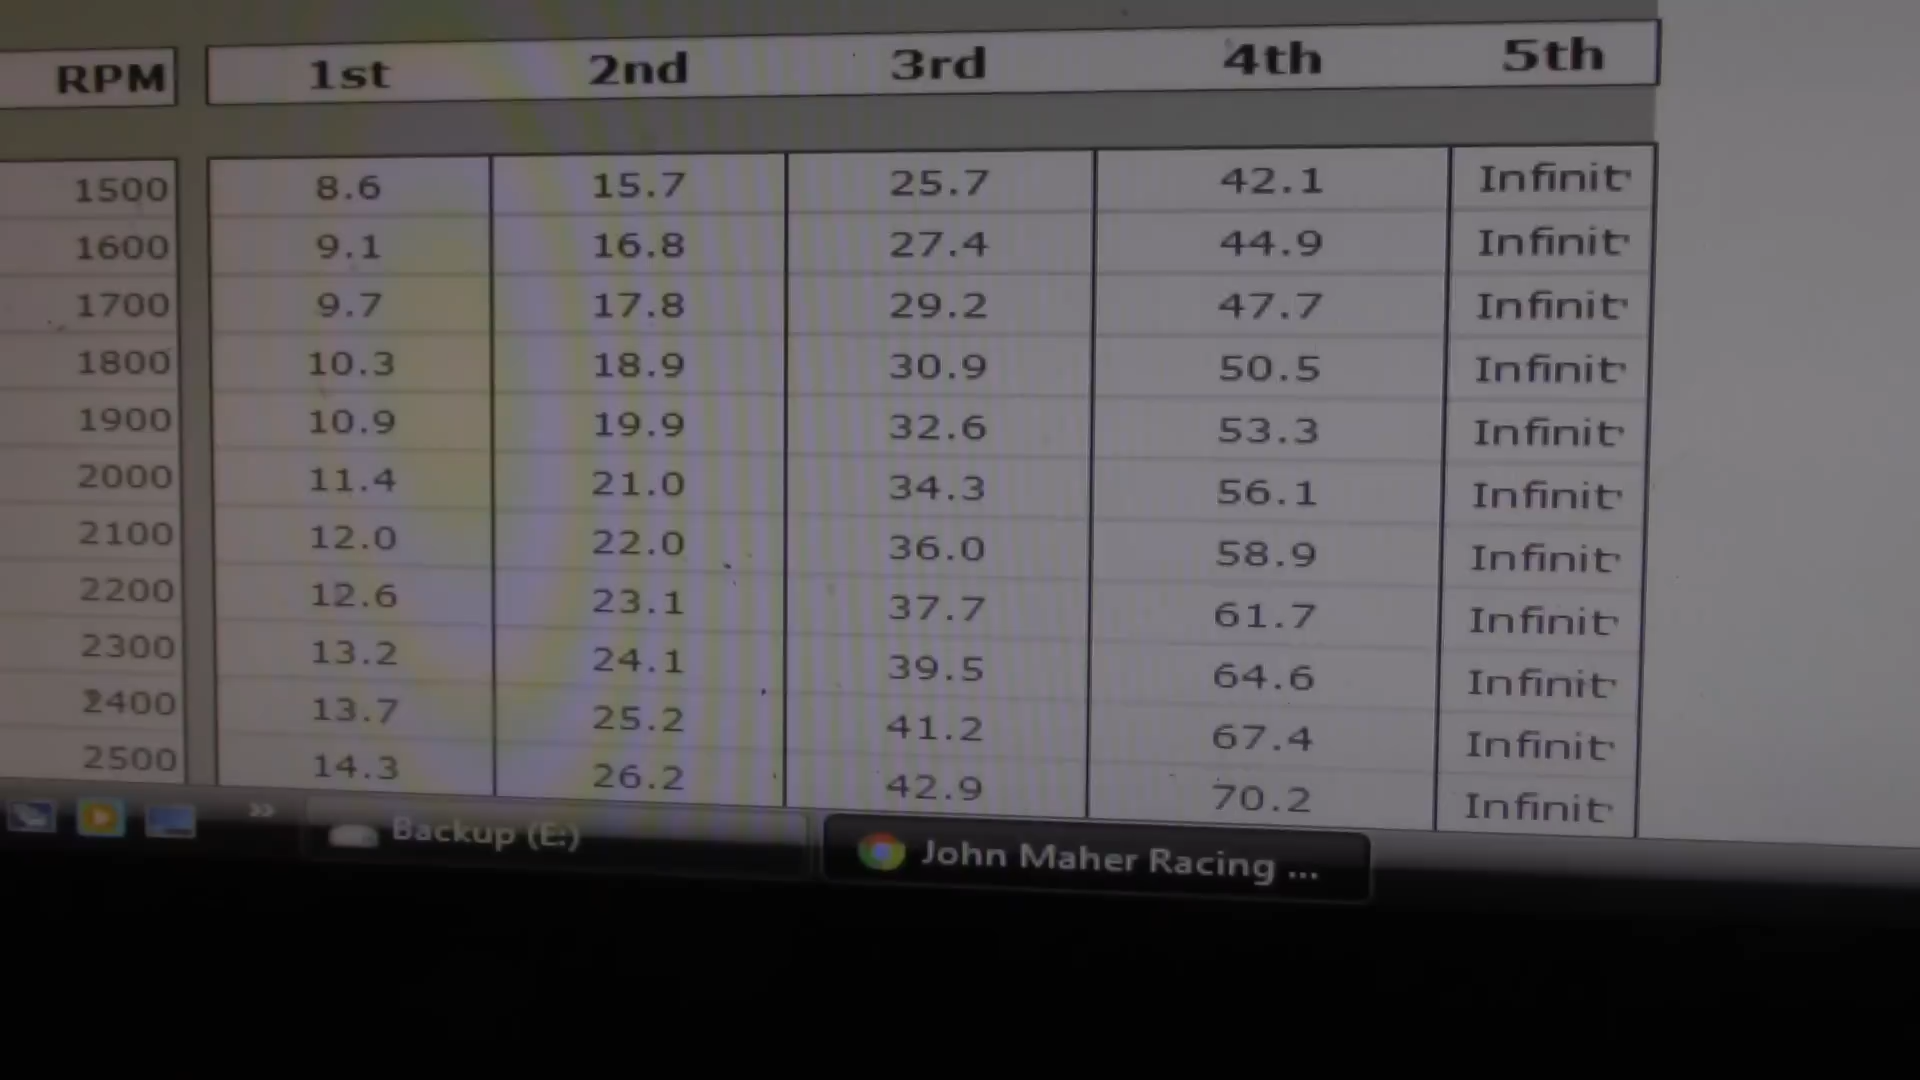 RPM 1st 2nd 3rd 4th 5th
1500 8.6 15.7 25.7 42.1 Infinit
1600 9.1 16.8 27.4 44.9 Infinit
1700 9.7 17.8 29.2 47.7 Infinit
1800 10.3 18.9 30.9 50.5 Infinit
1900 10.9 19.9 32.6 53.3 Infinit
2000 11.4 21.0 34.3 56.1 Infinit
2100 12.0 22.0 36.0 58.9 Infinit
2200 12.6 23.1 37.7 61.7 Infinit
2300 13.2 24.1 39.5 64.6 Infinit
2400 13.7 25.2 41.2 67.4 Infinit
2500 14.3 26.2 42.9 70.2 Infinit
» Backup (E:) John Maher Racing ...